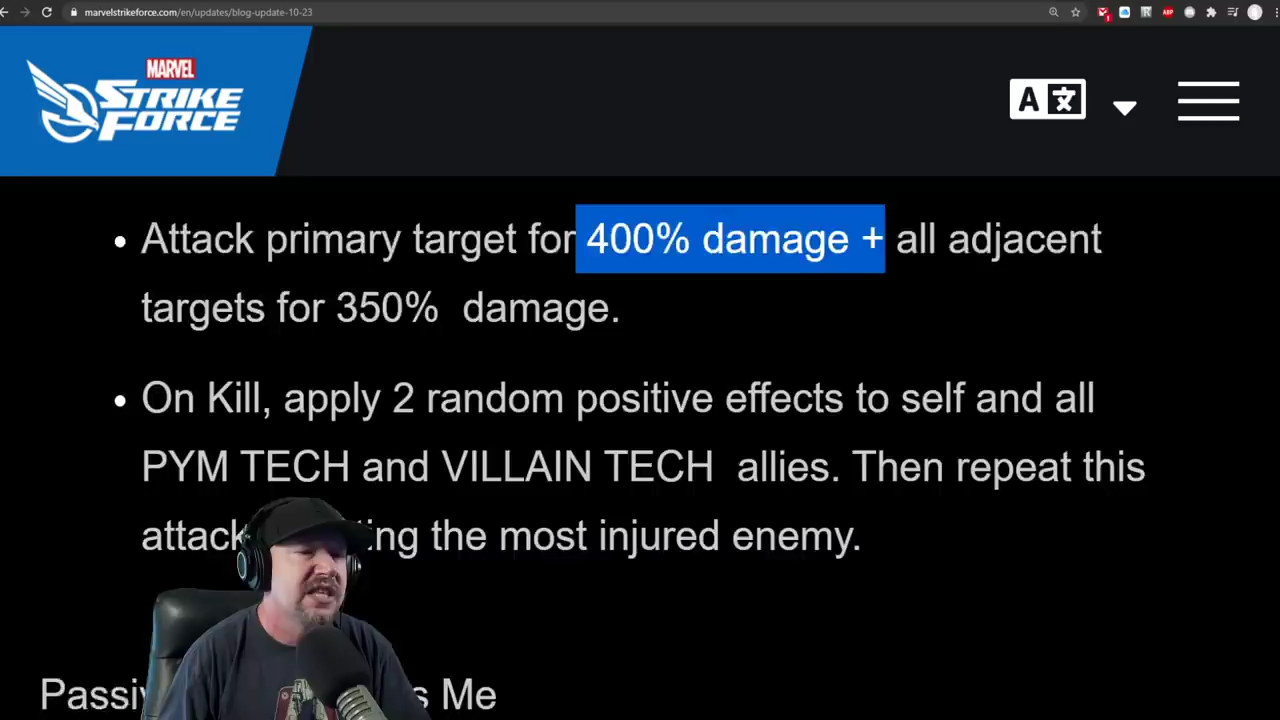 marvelstrikeforce.com/en/updates/blog-update-10-23
MARVEL
STRIKE
FORCE
A
Attack primary target for 400% damage + all adjacent
targets for 350% damage.
On Kill, apply 2 random positive effects to self and all
PYM TECH and VILLAIN TECH allies. Then repeat this
attack the most injured enemy.
Me